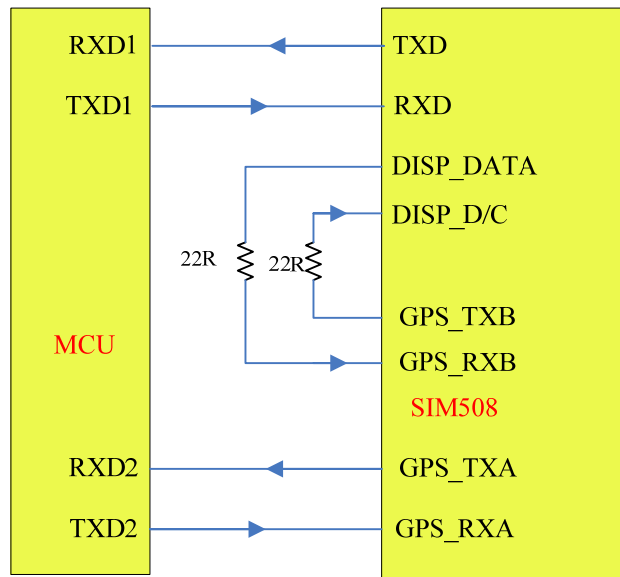 RXD1
TXD
TXD1
RXD
DISP_DATA
DISP_D/C
22R
22R
GPS_TXB
MCU
GPS_RXB
SIM508
RXD2
GPS_TXA
TXD2
GPS_RXA